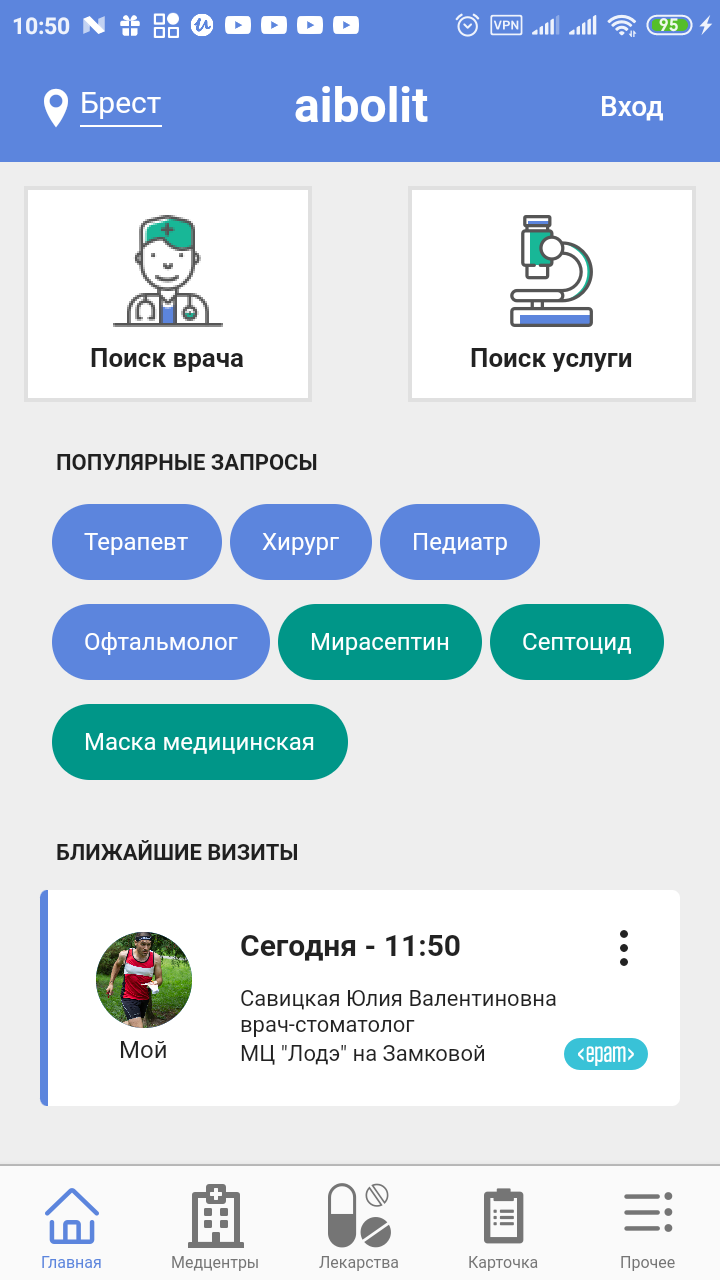 10:50 VPN 95
Брест aibolit Вход
Поиск врача Поиск услуги
ПОПУЛЯРНЫЕ ЗАПРОСЫ
Терапевт Хирург Педиатр
Офтальмолог Мирасептин Септоцид
Маска медицинская
БЛИЖАЙШИЕ ВИЗИТЫ
Сегодня - 11:50
Савицкая Юлия Валентиновна
врач-стоматолог
Мой МЦ "Лодэ" на Замковой <epam>
Главная Медцентры Лекарства Карточка Прочее